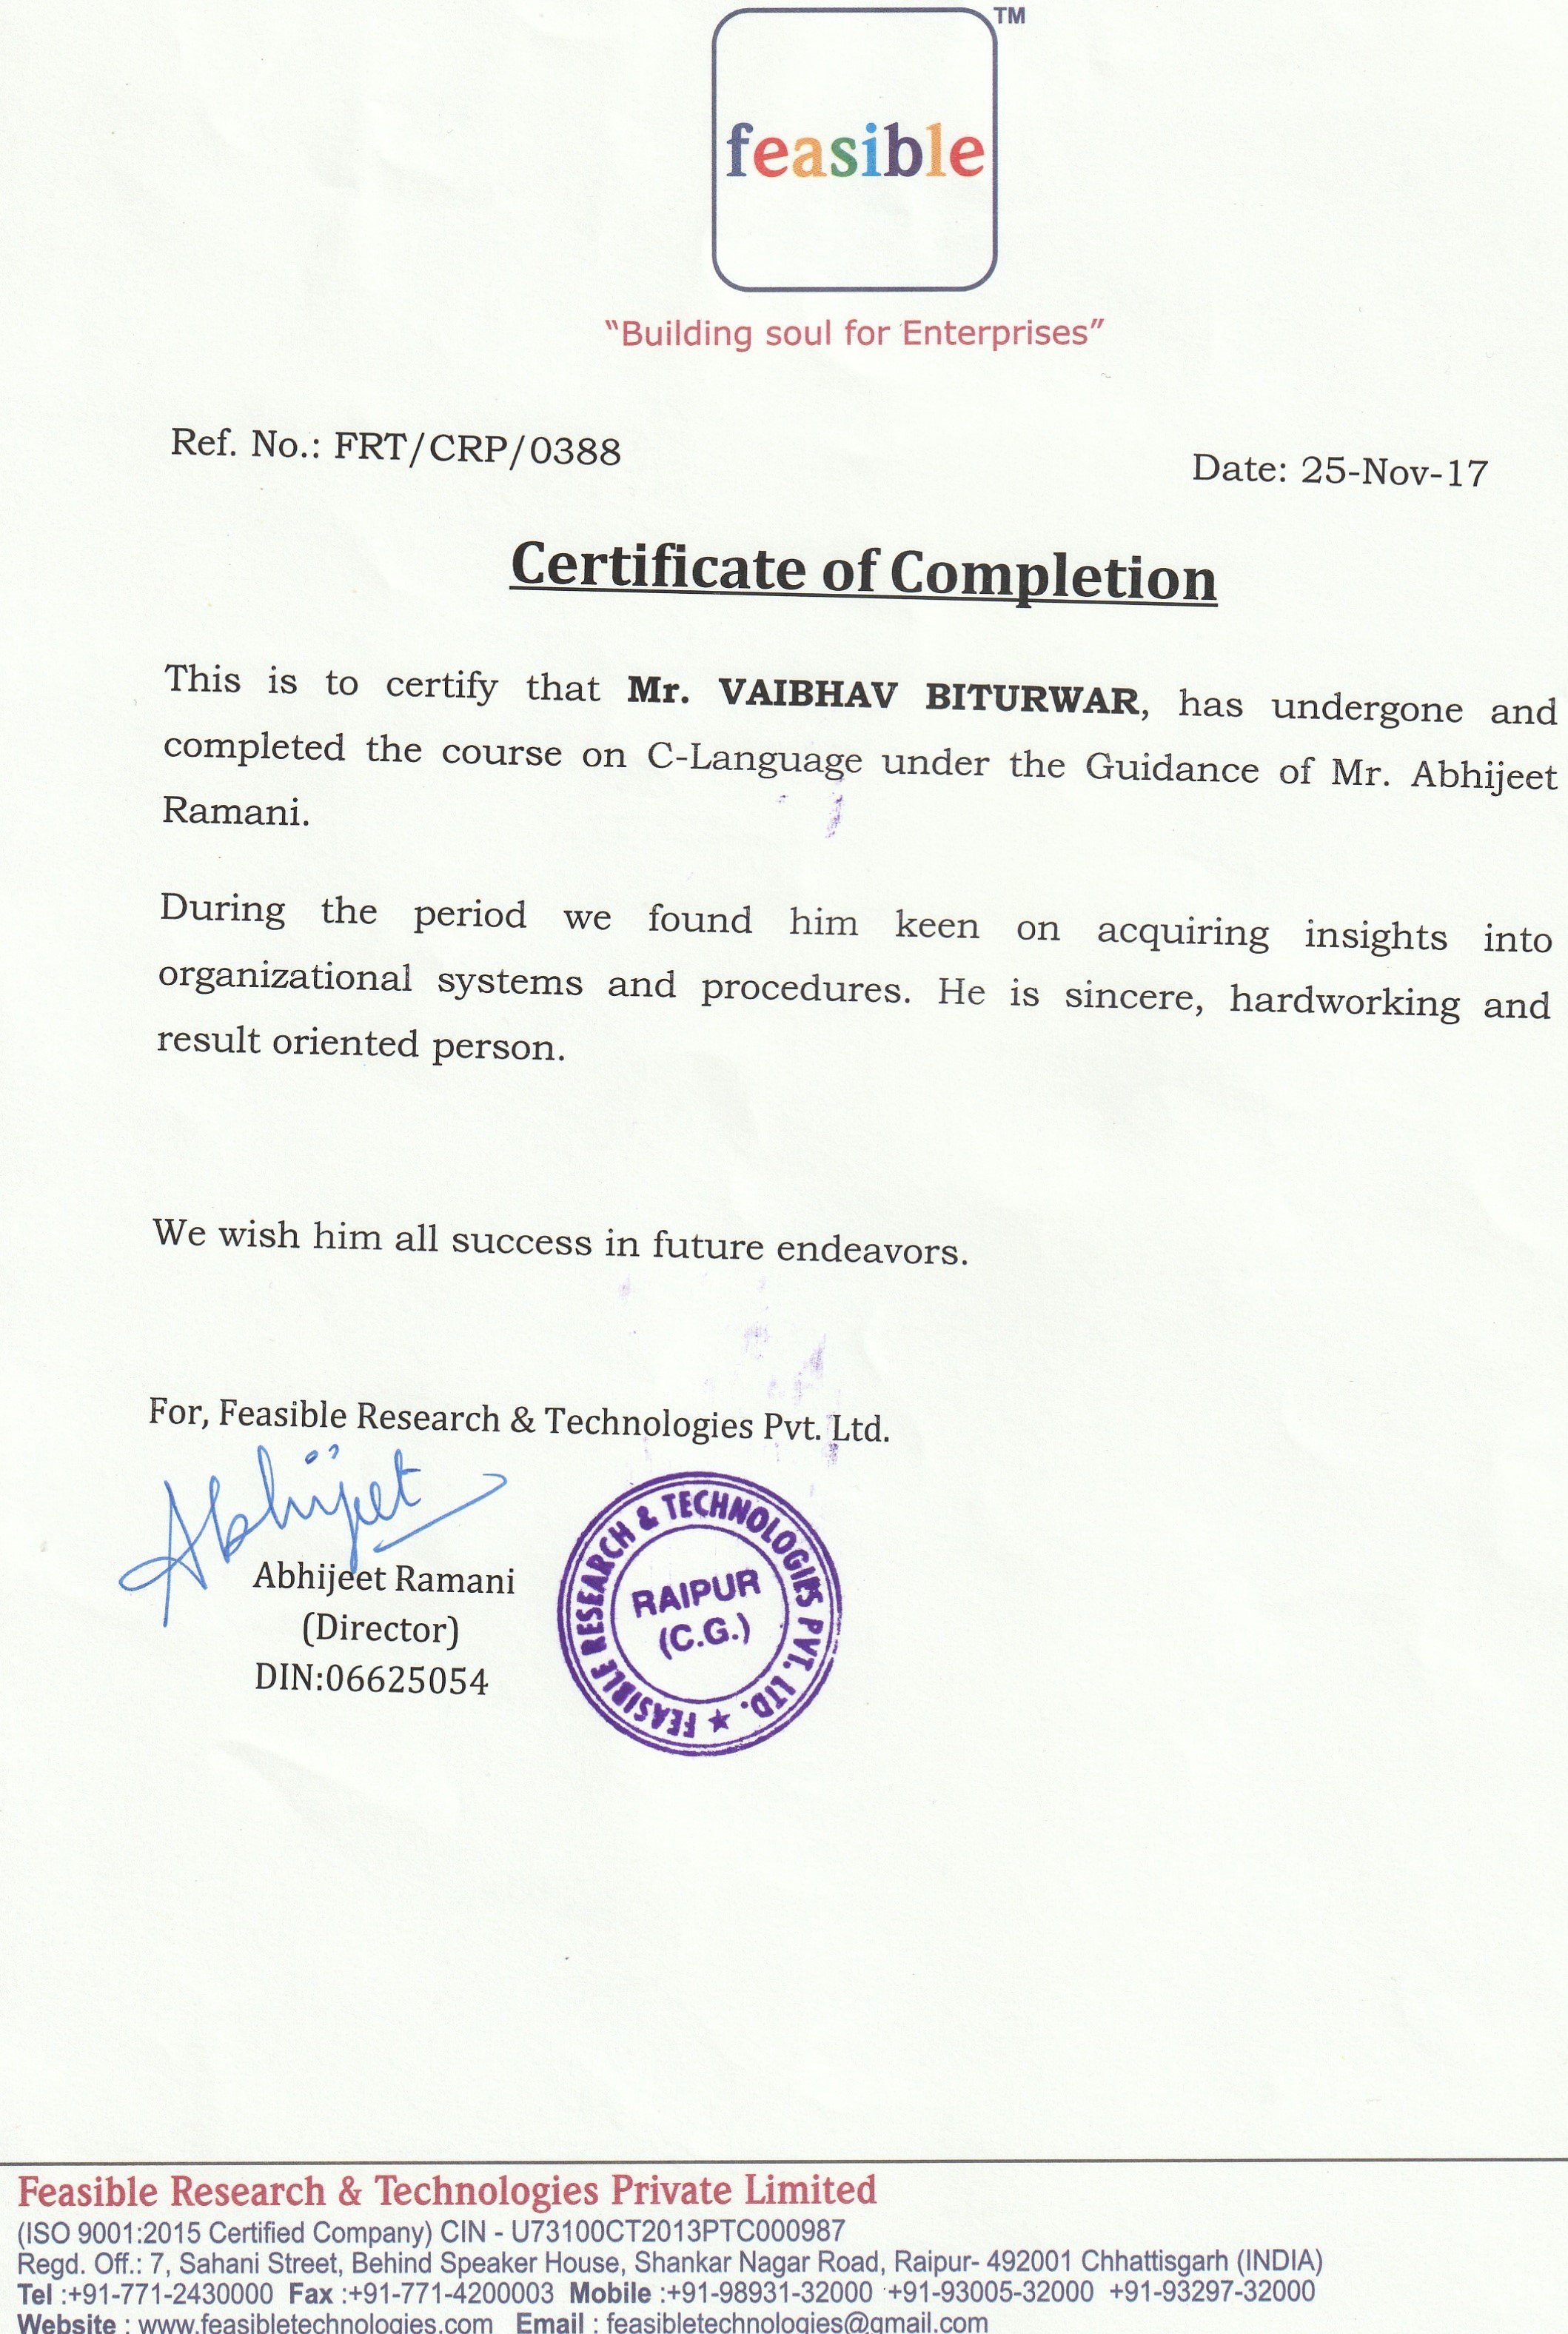 TM
feasible
“Building soul for Enterprises”
Ref. No.: FRT/CRP/0388
Date: 25-Nov-17
Certificate of Completion
This is to certify that Mr. VAIBHAV BITURWAR, has undergone and
completed the course on C-Language under the Guidance of Mr. Abhijeet
Ramani.
During the period we found him keen on acquiring insights into
organizational systems and procedures. He is sincere, hardworking and
result oriented person.
We wish him all success in future endeavors.
For, Feasible Research & Technologies Pvt. Ltd.
Abhijeet
Abhijeet Ramani
(Director)
DIN:06625054
FEASIBLE RESEARCH & TECHNOLOGIES PVT. LTD. ★
RAIPUR
(C.G.)
Feasible Research & Technologies Private Limited
(ISO 9001:2015 Certified Company) CIN - U73100CT2013PTC000987
Regd. Off.: 7, Sahani Street, Behind Speaker House, Shankar Nagar Road, Raipur- 492001 Chhattisgarh (INDIA)
Tel :+91-771-2430000 Fax :+91-771-4200003 Mobile :+91-98931-32000 +91-93005-32000 +91-93297-32000
Website : www.feasibletechnologies.com Email : feasibletechnologies@gmail.com